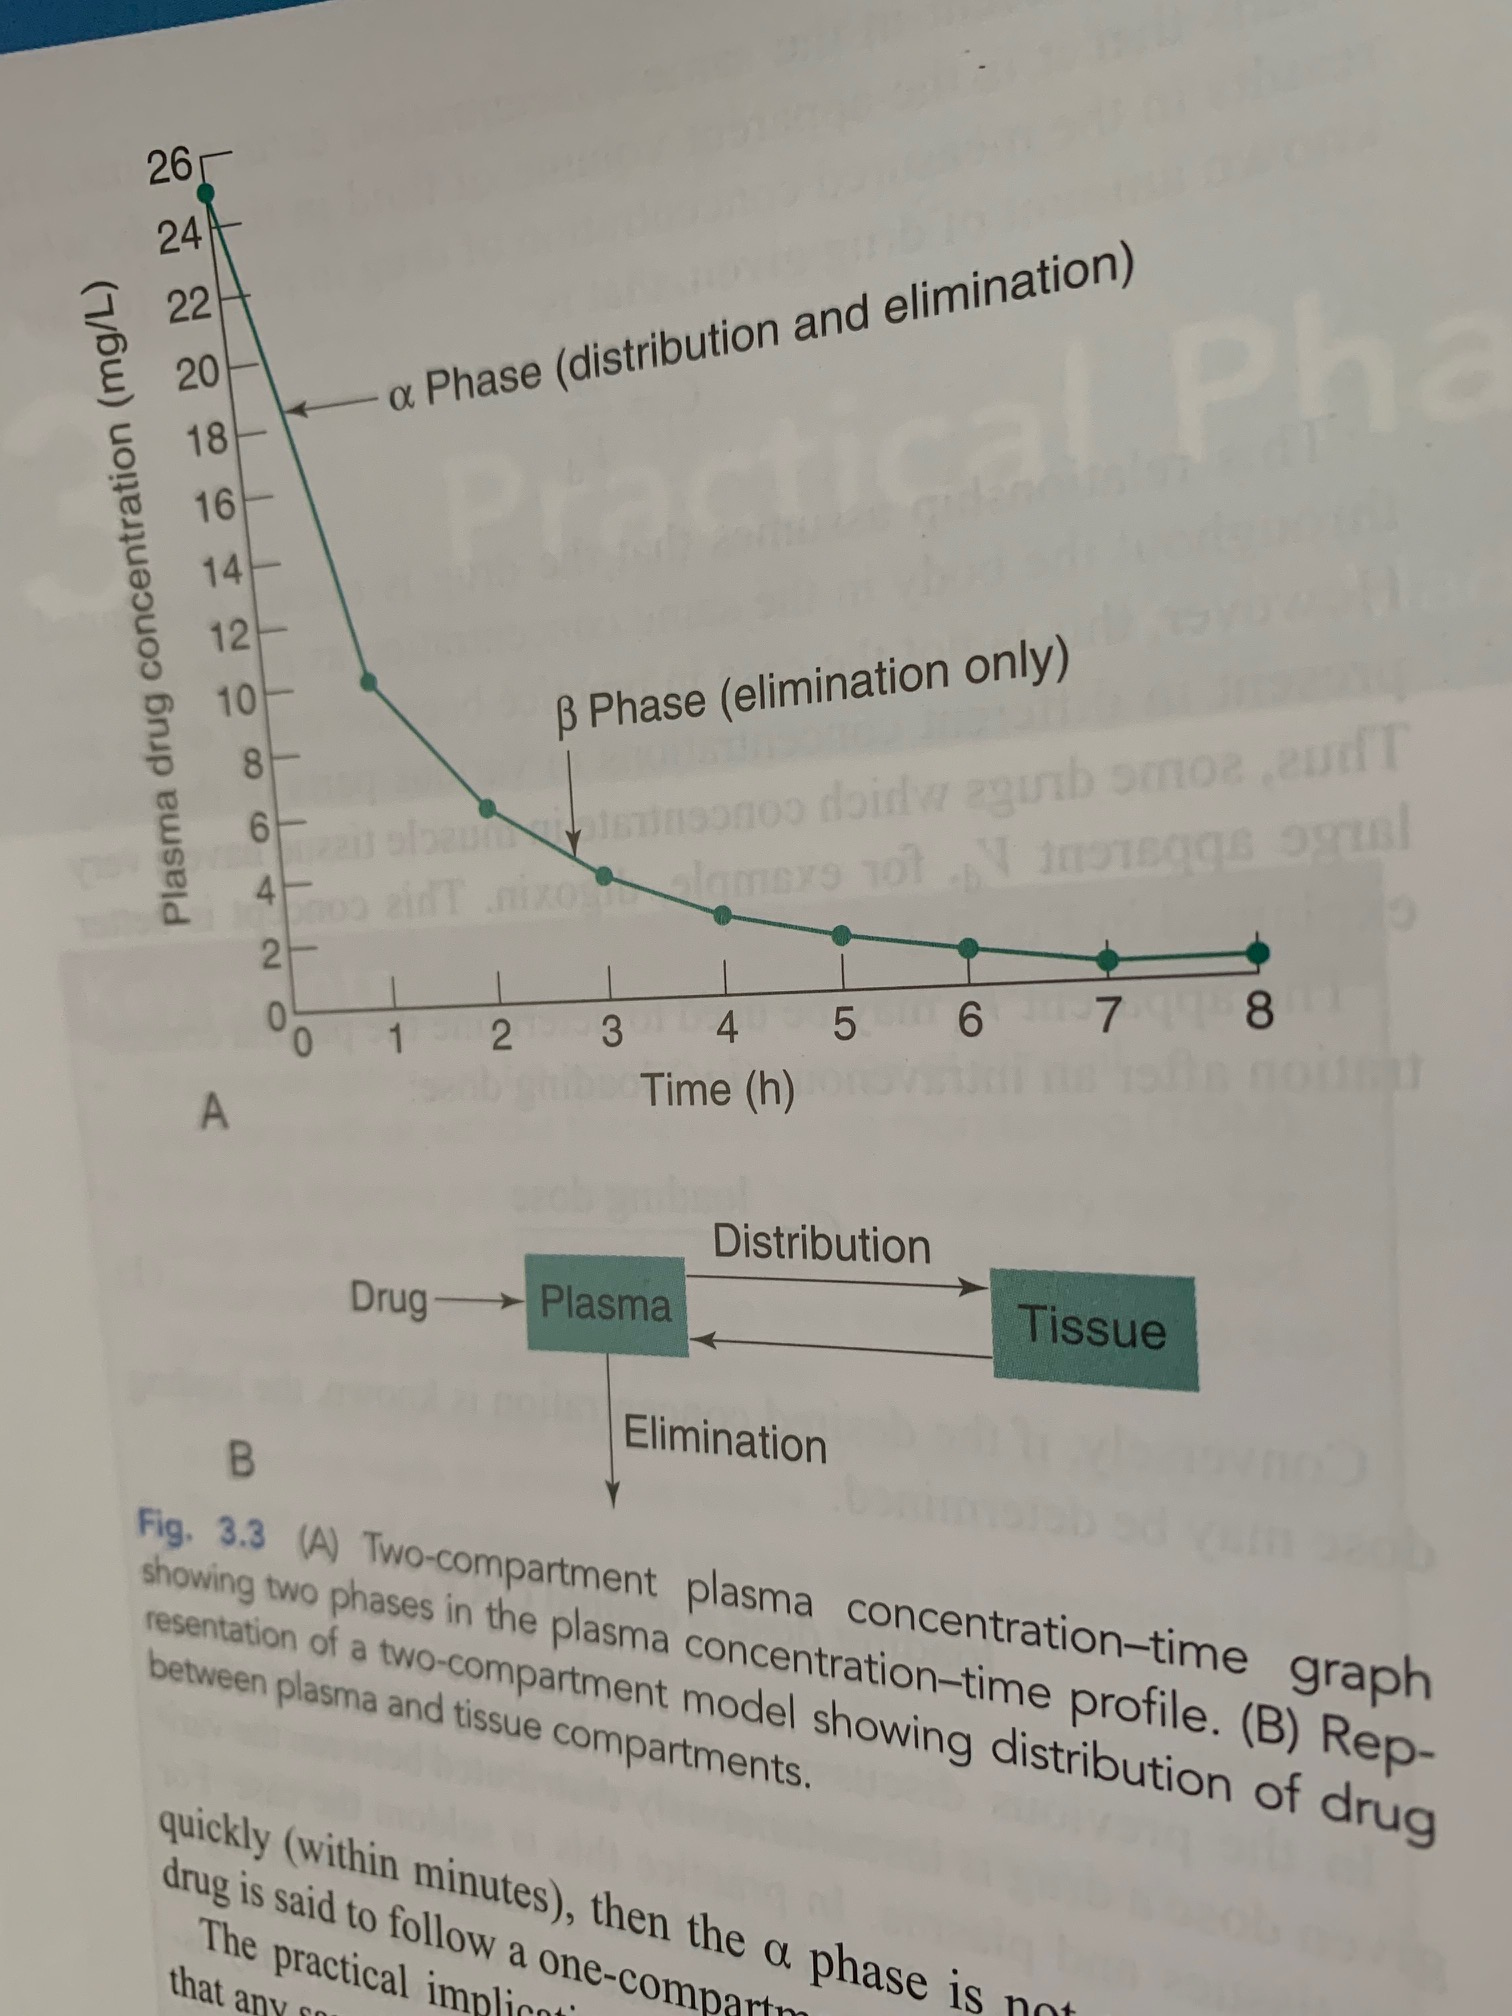 26
24
22
20
18
16
14
12
10
8
6
4
2
0
Plasma drug concentration (mg/L)
α Phase (distribution and elimination)
β Phase (elimination only)
0 1 2 3 4 5 6 7 8
Time (h)
A
Distribution
Drug
Plasma
Tissue
Elimination
B
Fig. 3.3 (A) Two-compartment plasma concentration–time graph
showing two phases in the plasma concentration–time profile. (B) Rep-
resentation of a two-compartment model showing distribution of drug
between plasma and tissue compartments.
quickly (within minutes), then the α phase is not
drug is said to follow a
The practical
that any